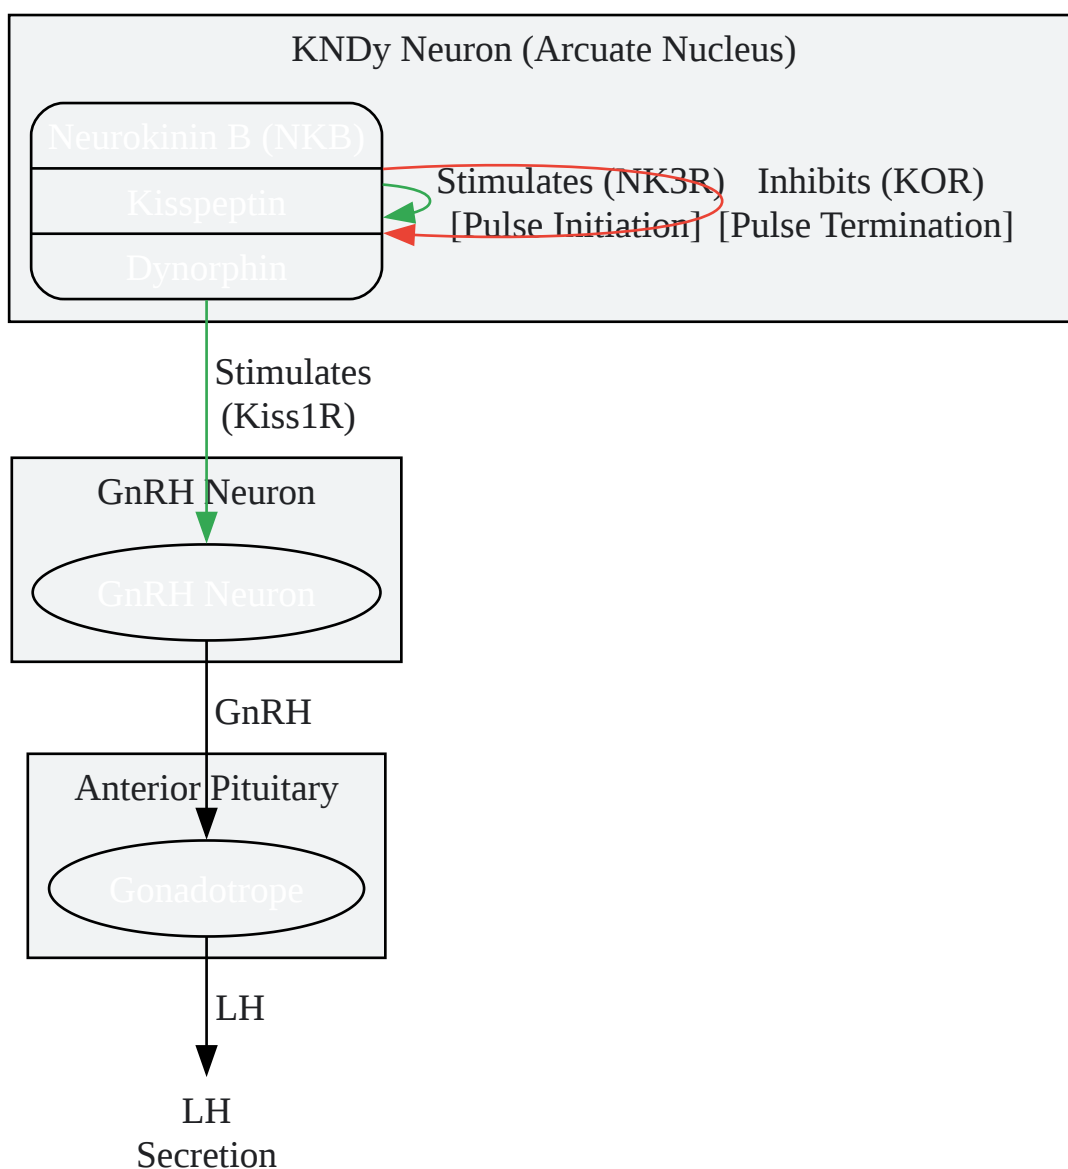 KNDy Neuron (Arcuate Nucleus)
Neurokinin B (NKB)
Kisspeptin
Dynorphin
Stimulates (NK3R)
[Pulse Initiation]
Inhibits (KOR)
[Pulse Termination]
Stimulates
(Kiss1R)
GnRH Neuron
GnRH Neuron
GnRH
Anterior Pituitary
Gonadotrope
LH
LH
Secretion